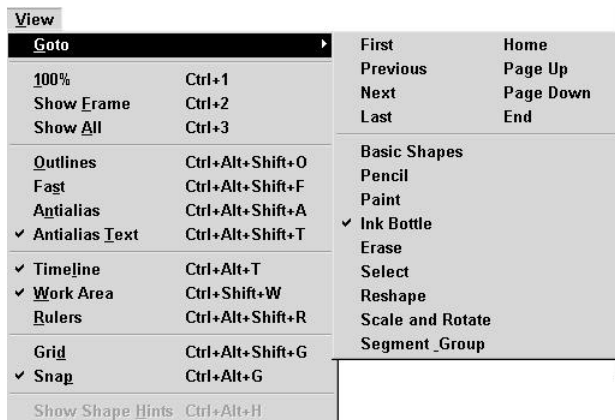 View
Goto
100% Ctrl+1
Show Frame Ctrl+2
Show All Ctrl+3
Outlines Ctrl+Alt+Shift+O
Fast Ctrl+Alt+Shift+F
Antialias Ctrl+Alt+Shift+A
Antialias Text Ctrl+Alt+Shift+T
Timeline Ctrl+Alt+T
Work Area Ctrl+Shift+W
Rulers Ctrl+Alt+Shift+R
Grid Ctrl+Alt+Shift+G
Snap Ctrl+Alt+G
Show Shape Hints Ctrl+Alt+H
First Home
Previous Page Up
Next Page Down
Last End
Basic Shapes
Pencil
Paint
Ink Bottle
Erase
Select
Reshape
Scale and Rotate
Segment_Group